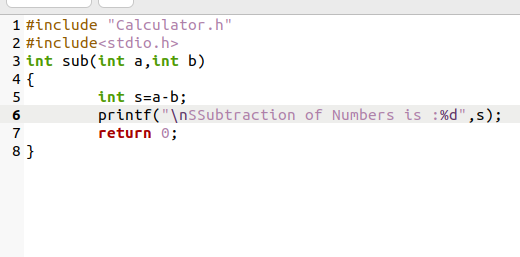 1 #include "Calculator.h"
2 #include<stdio.h>
3 int sub(int a,int b)
4 {
5         int s=a-b;
6         printf("\nSSubtraction of Numbers is :%d",s);
7         return 0;
8 }